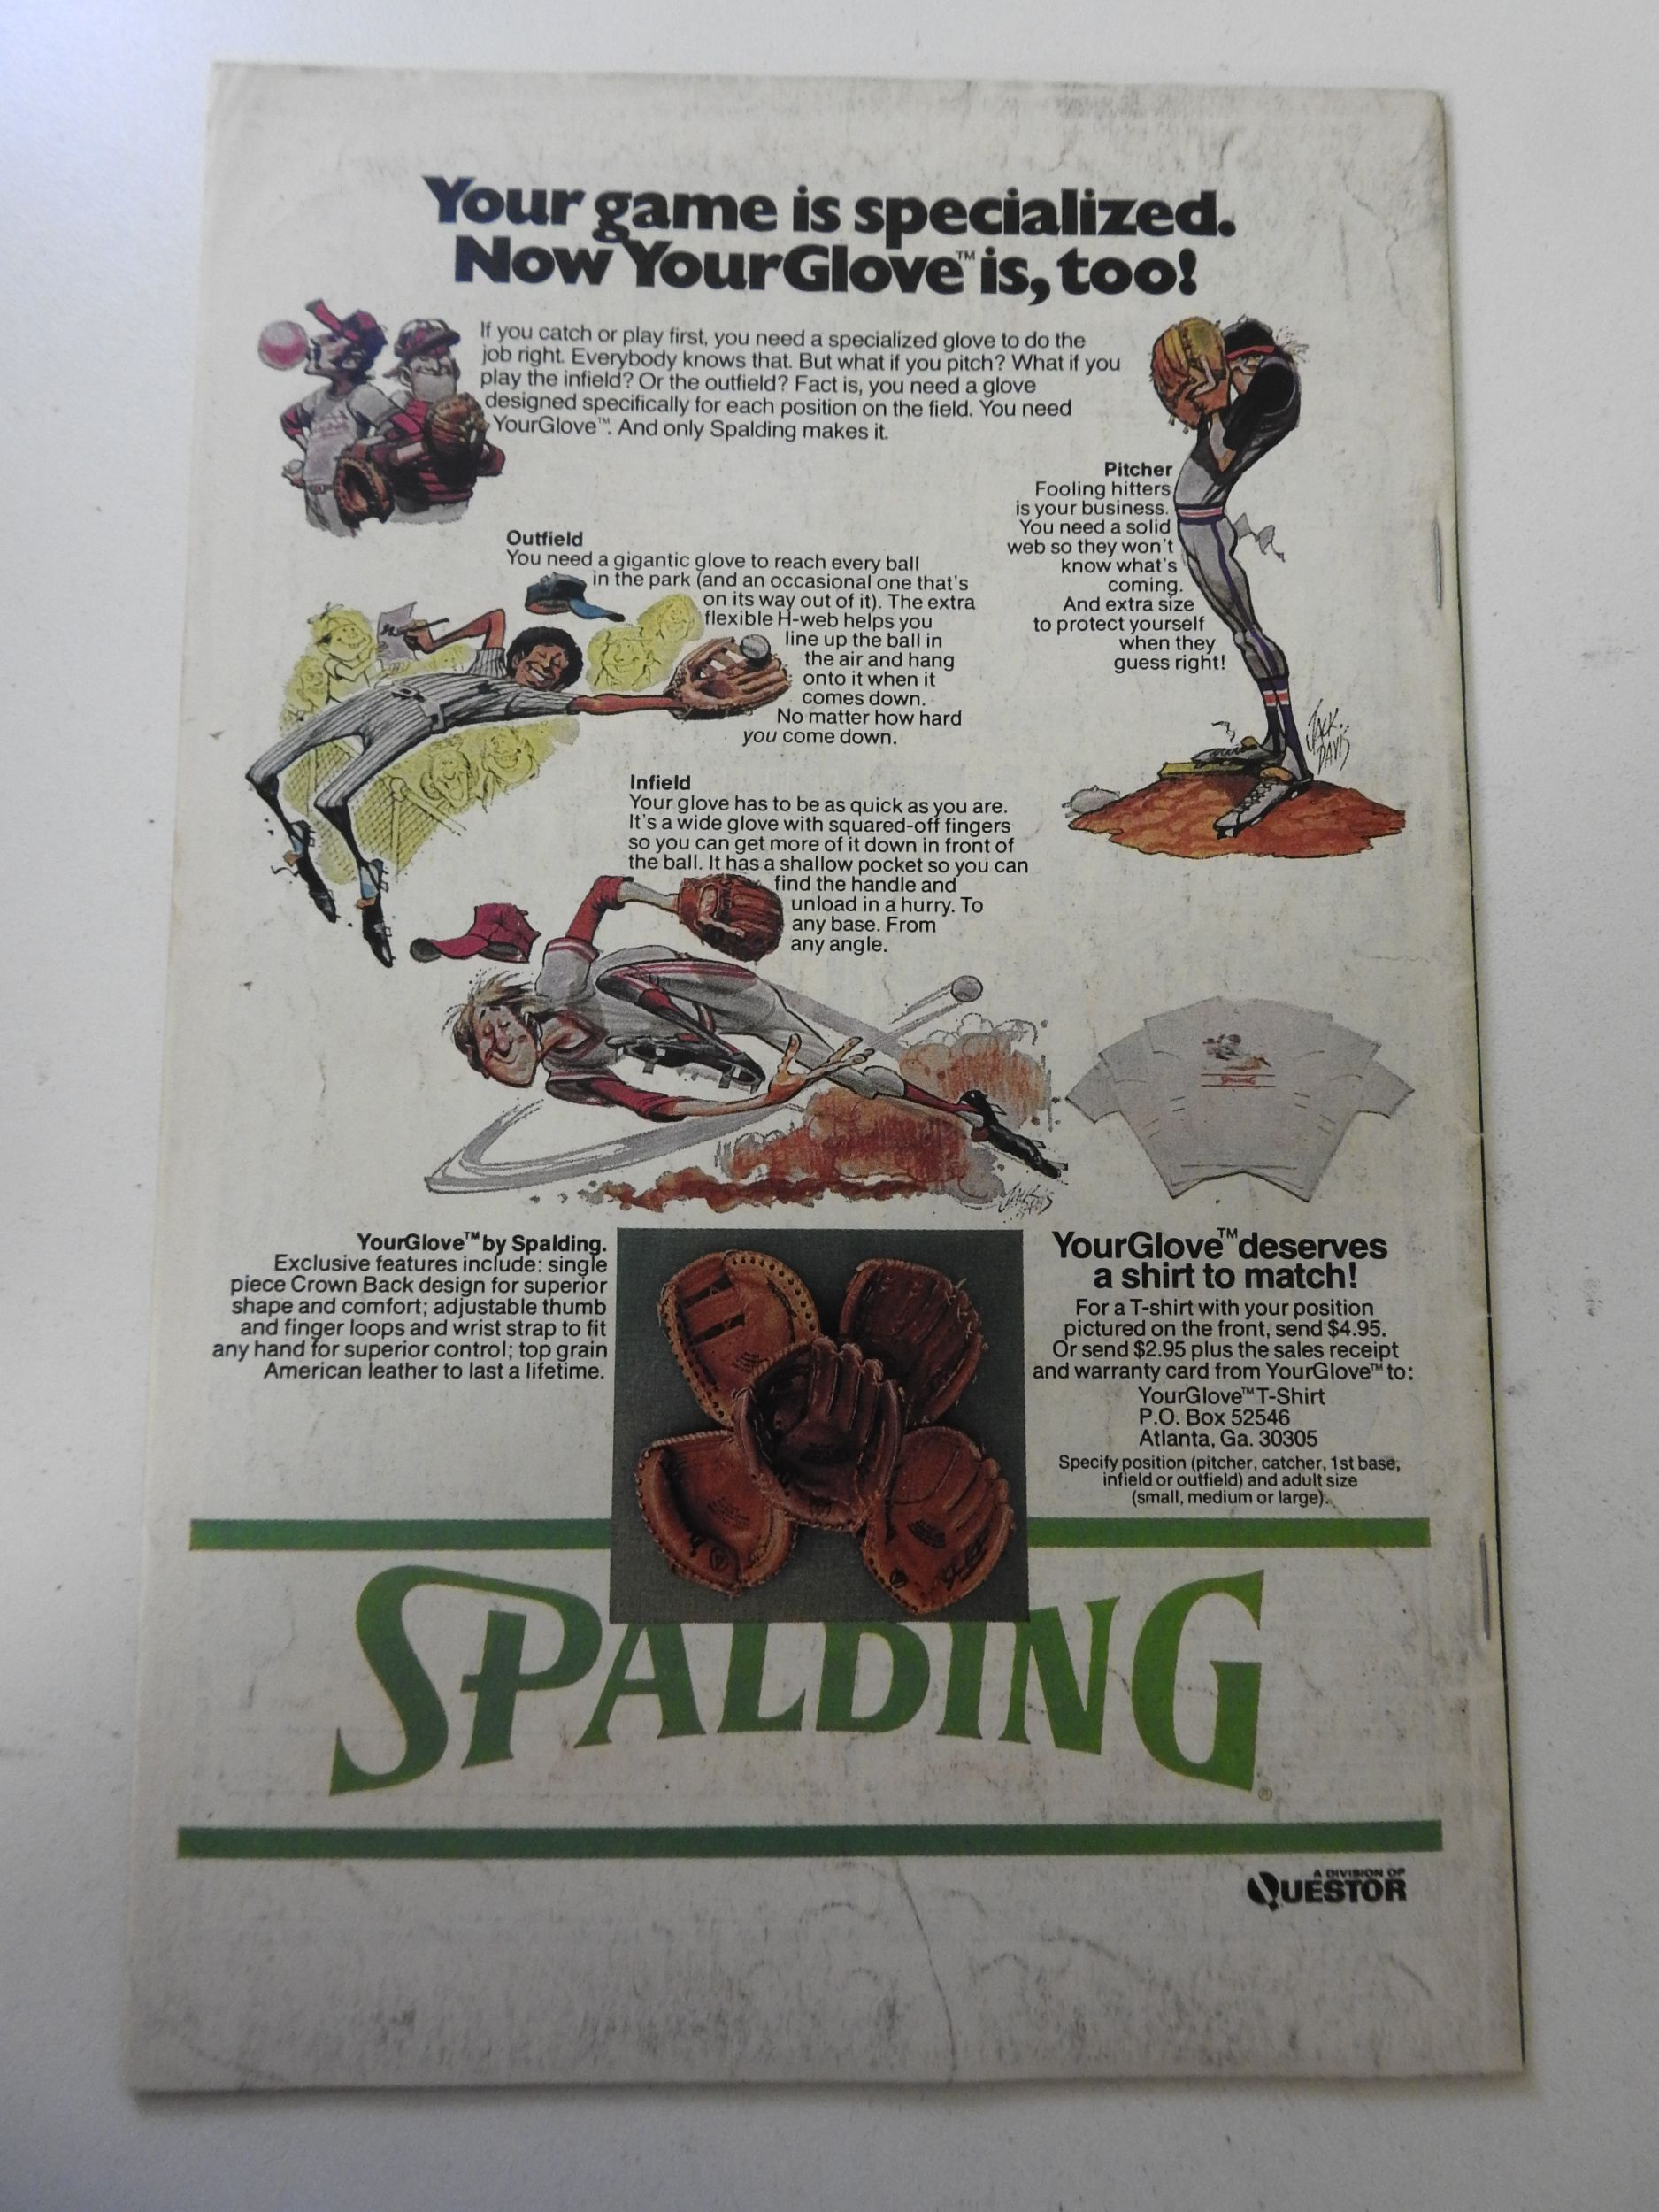 Your game is specialized.
Now YourGlove™ is, too!
If you catch or play first, you need a specialized glove to do the
job right. Everybody knows that. But what if you pitch? What if you
play the infield? Or the outfield? Fact is, you need a glove
designed specifically for each position on the field. You need
YourGlove™. And only Spalding makes it.
Pitcher
Fooling hitters
is your business.
You need a solid
web so they won't
know what's
coming.
And extra size
to protect yourself
when they
guess right!
JACK DAVIS
Outfield
You need a gigantic glove to reach every ball
in the park (and an occasional one that's
on its way out of it). The extra
flexible H-web helps you
line up the ball in
the air and hang
onto it when it
comes down.
No matter how hard
you come down.
Infield
Your glove has to be as quick as you are.
It's a wide glove with squared-off fingers
so you can get more of it down in front of
the ball. It has a shallow pocket so you can
find the handle and
unload in a hurry. To
any base. From
any angle.
SPALDING
YourGlove™ by Spalding.
Exclusive features include: single
piece Crown Back design for superior
shape and comfort; adjustable thumb
and finger loops and wrist strap to fit
any hand for superior control; top grain
American leather to last a lifetime.
YourGlove™ deserves
a shirt to match!
For a T-shirt with your position
pictured on the front, send $4.95.
Or send $2.95 plus the sales receipt
and warranty card from YourGlove™ to:
YourGlove™ T-Shirt
P.O. Box 52546
Atlanta, Ga. 30305
Specify position (pitcher, catcher, 1st base,
infield or outfield) and adult size
(small, medium or large).
SPALDING®
A DIVISION OF
QUESTOR